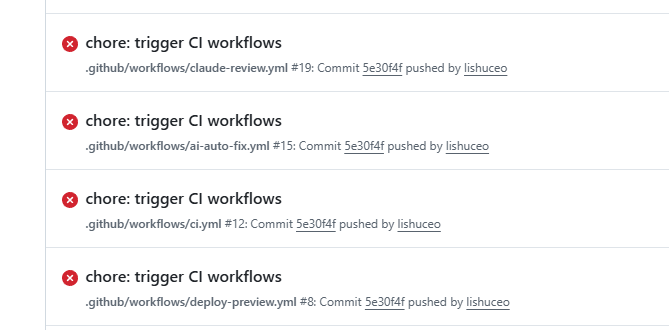 chore: trigger CI workflows
.github/workflows/claude-review.yml #19: Commit 5e30f4f pushed by lishuceo
chore: trigger CI workflows
.github/workflows/ai-auto-fix.yml #15: Commit 5e30f4f pushed by lishuceo
chore: trigger CI workflows
.github/workflows/ci.yml #12: Commit 5e30f4f pushed by lishuceo
chore: trigger CI workflows
.github/workflows/deploy-preview.yml #8: Commit 5e30f4f pushed by lishuceo